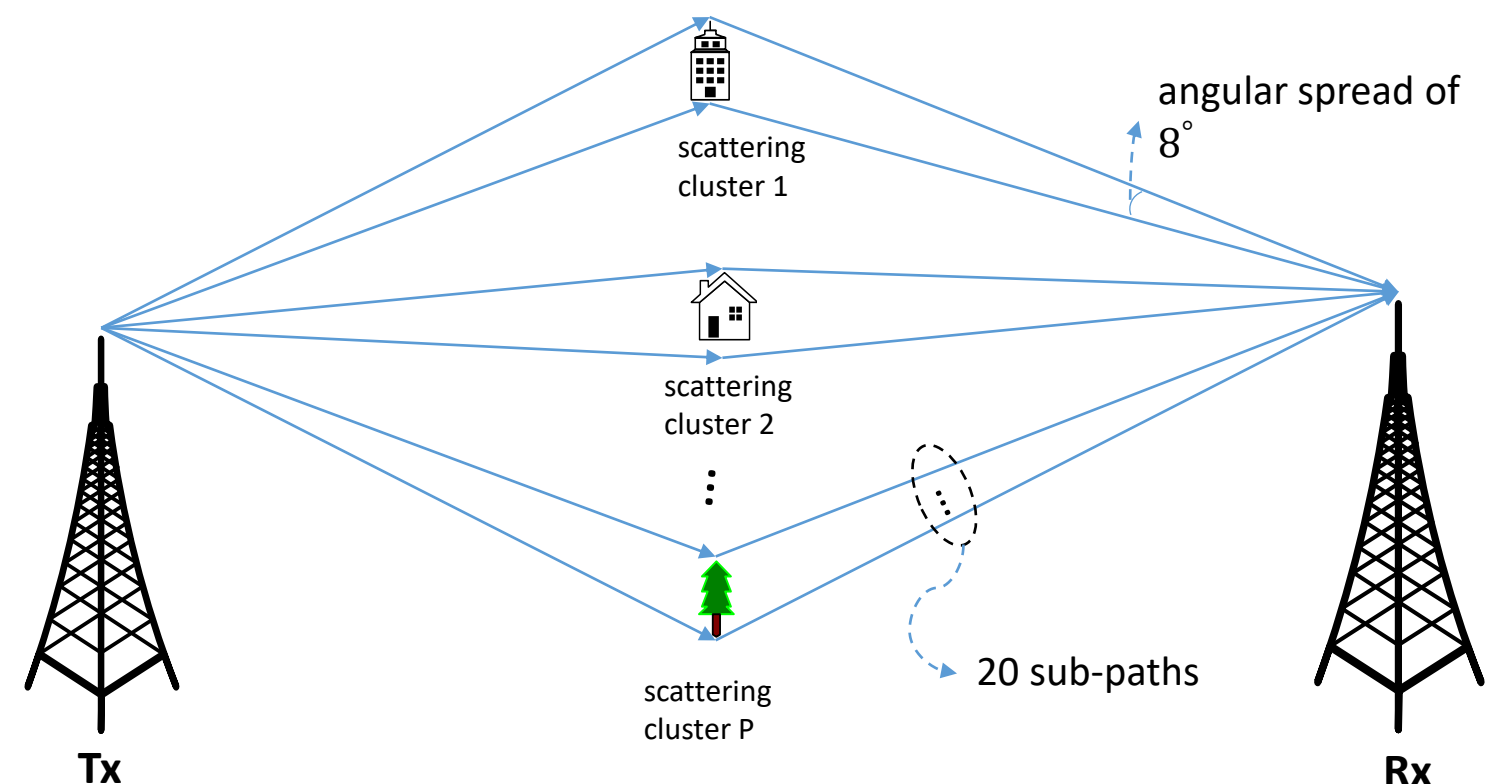 angular spread of
8°
scattering
cluster 1
scattering
cluster 2
20 sub-paths
scattering
cluster P
Tx
Rx